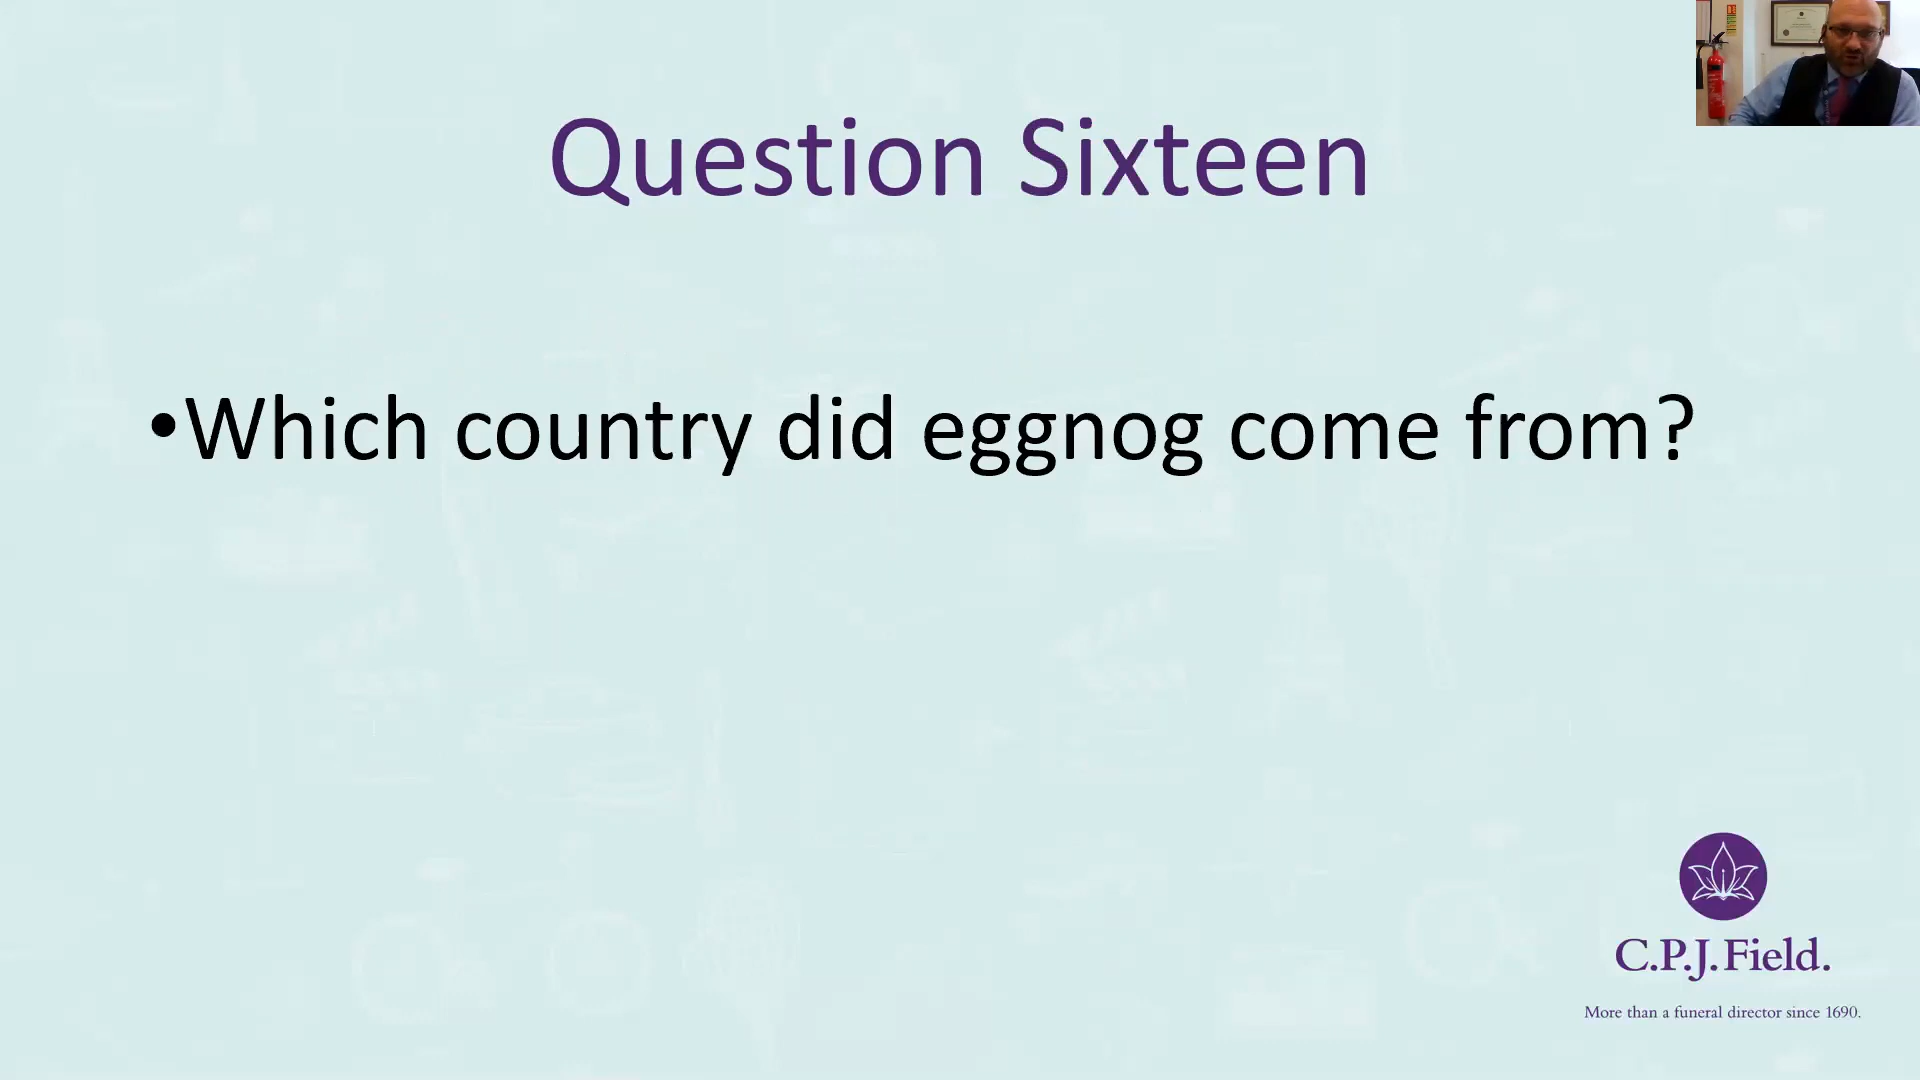 Question Sixteen
•Which country did eggnog come from?
C.P.J. Field.
More than a funeral director since 1690.